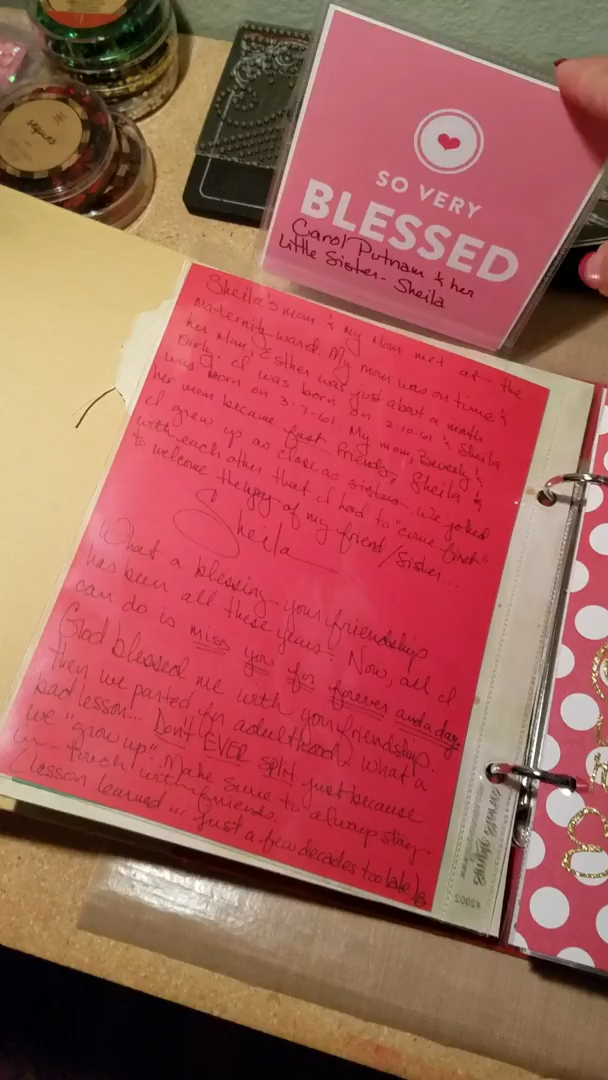 sequins
SO VERY
BLESSED
Carol Putnam & her
Little Sister - Sheila
Sheila's mom & my Mom met at the
maternity ward. My mom was on time &
her Mom, Esther was just about a month
early. I was born on 2-10-61 & Sheila
was born on 3-7-61. My mom, Beverly &
her mom became fast friends, Sheila &
I grew up as close as sisters. We joked
with each other that I had to "come first"
to welcome the of my friend/sister...
Sheila
What a blessing your friendship
has been all these years. Now, all I
can do is miss you for forever and a day.
God blessed me with your friendship.
then we parted for adulthood. what a
bad lesson... Don't EVER split just because
we "grow up". Make sure to always stay
in touch with friends.
(lesson learned... just a few decades too late)
simple stories
#5002